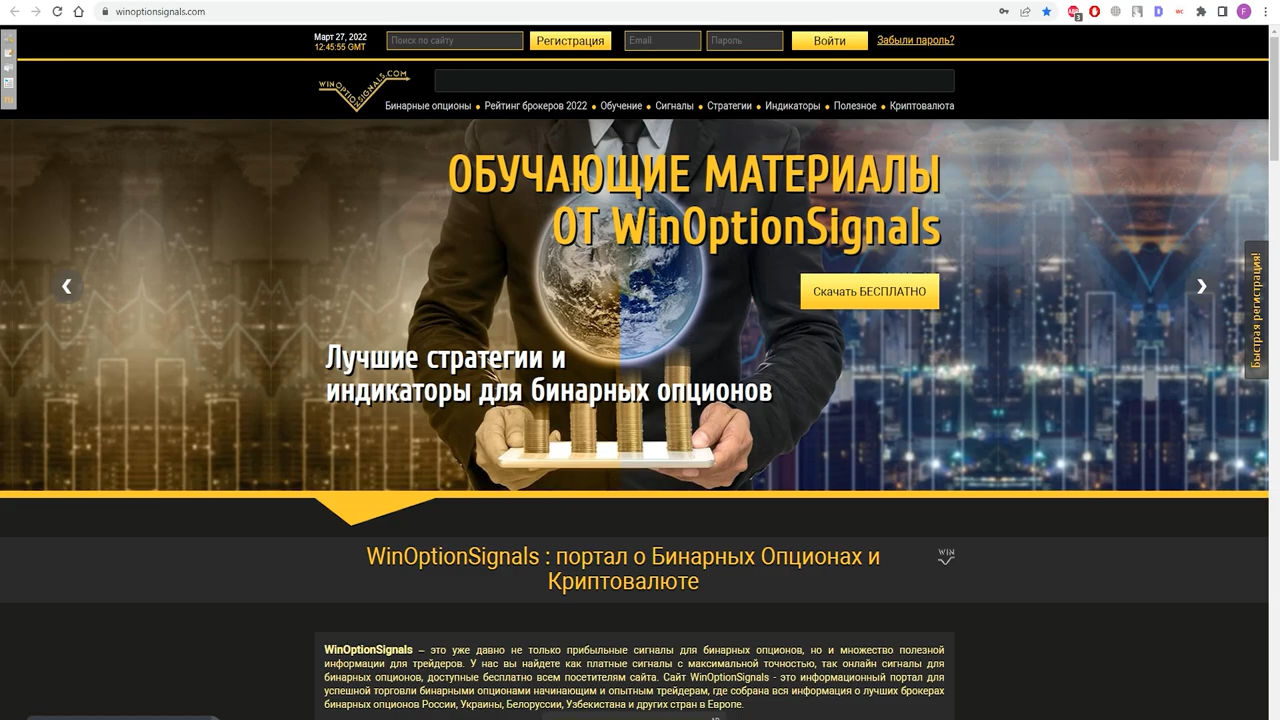 winoptionsignals.com
3
wc
F
Март 27, 2022
12:45:55 GMT
Поиск по сайту
Регистрация
Email
Пароль
Войти
Забыли пароль?
ru
WINOPTIONSIGNALS.COM
Бинарные опционы • Рейтинг брокеров 2022 • Обучение • Сигналы • Стратегии • Индикаторы • Полезное • Криптовалюта
ОБУЧАЮЩИЕ МАТЕРИАЛЫ
ОТ WinOptionSignals
Скачать БЕСПЛАТНО
Быстрая регистрация!
Лучшие стратегии и
индикаторы для бинарных опционов
WinOptionSignals : портал о Бинарных Опционах и
Криптовалюте
WIN
WinOptionSignals – это уже давно не только прибыльные сигналы для бинарных опционов, но и множество полезной
информации для трейдеров. У нас вы найдете как платные сигналы с максимальной точностью, так онлайн сигналы для
бинарных опционов, доступные бесплатно всем посетителям сайта. Сайт WinOptionSignals - это информационный портал для
успешной торговли бинарными опционами начинающим и опытным трейдерам, где собрана вся информация о лучших брокерах
бинарных опционов России, Украины, Белоруссии, Узбекистана и других стран в Европе.